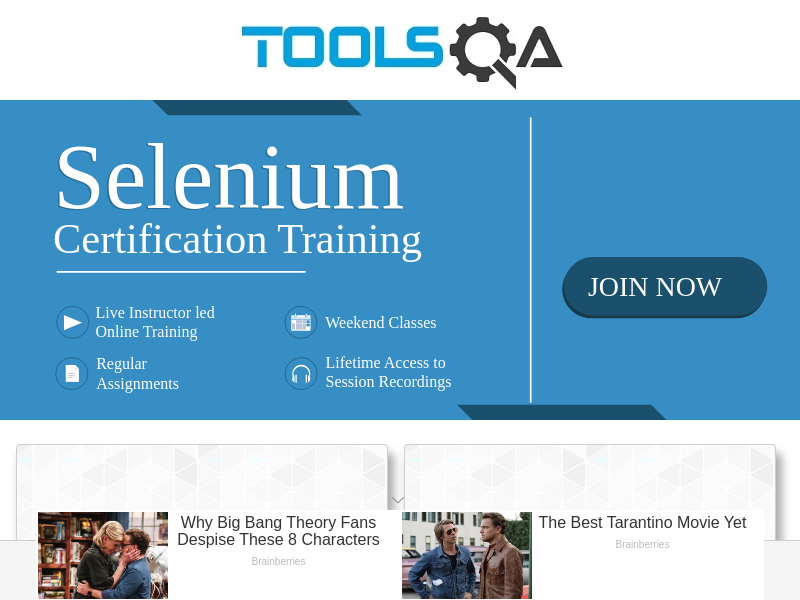 TOOLSQA
Selenium
Certification Training
JOIN NOW
Live Instructor led
Online Training
Weekend Classes
Regular
Assignments
Lifetime Access to
Session Recordings
Why Big Bang Theory Fans
Despise These 8 Characters
Brainberries
The Best Tarantino Movie Yet
Brainberries